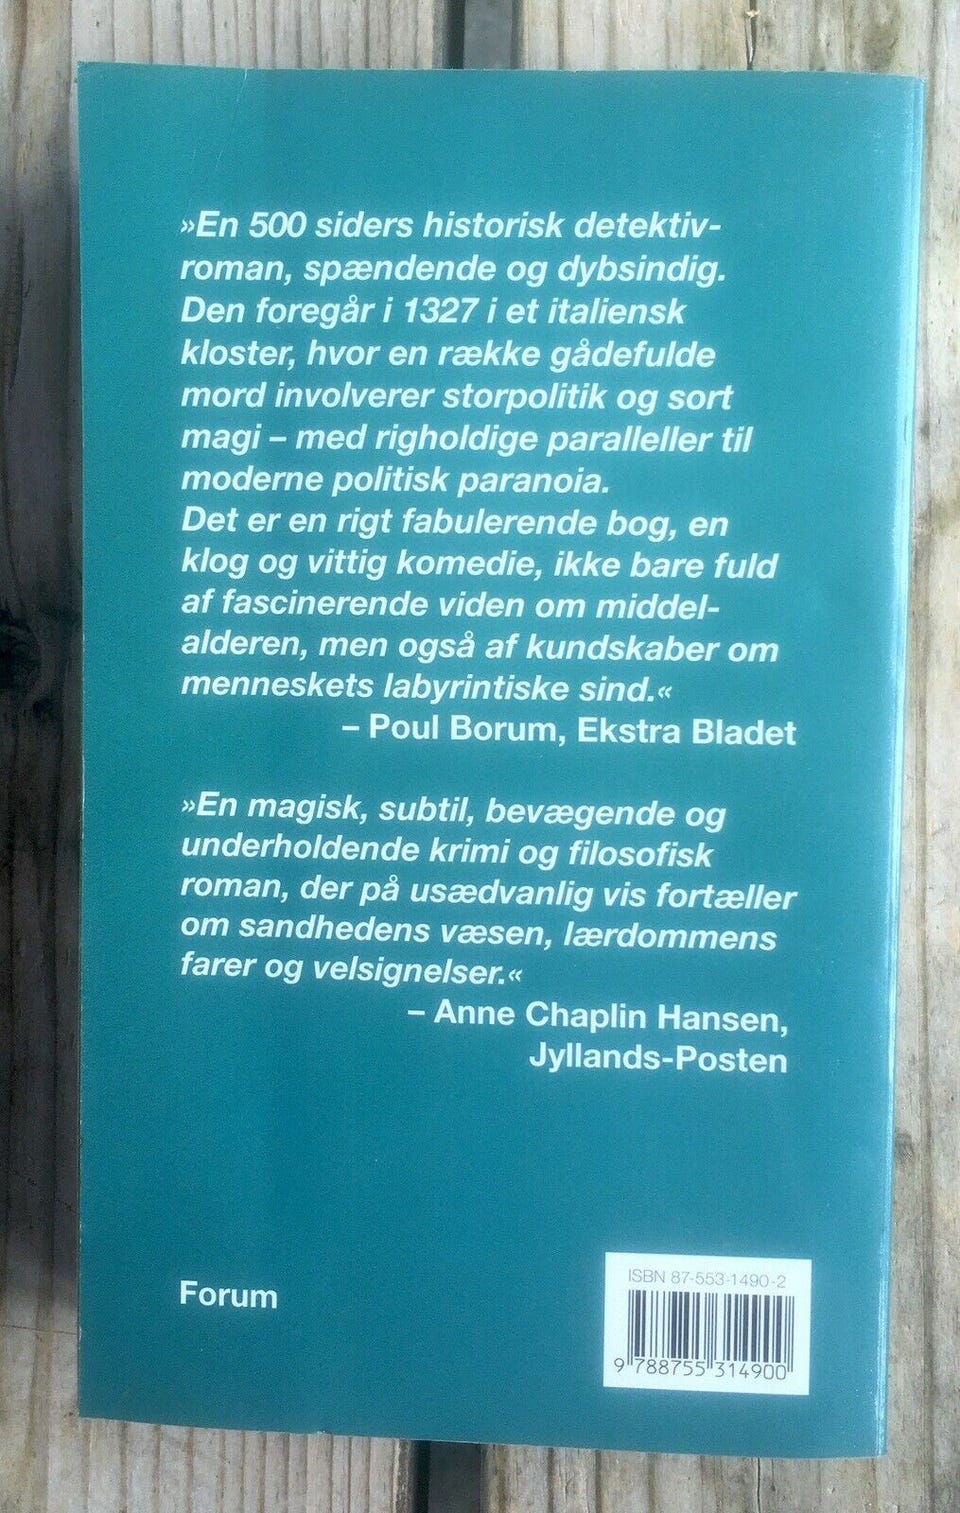 »En 500 siders historisk detektiv-
roman, spændende og dybsindig.
Den foregår i 1327 i et italiensk
kloster, hvor en række gådefulde
mord involverer storpolitik og sort
magi – med righoldige paralleller til
moderne politisk paranoia.
Det er en rigt fabulerende bog, en
klog og vittig komedie, ikke bare fuld
af fascinerende viden om middel-
alderen, men også af kundskaber om
menneskets labyrintiske sind.«
– Poul Borum, Ekstra Bladet
»En magisk, subtil, bevægende og
underholdende krimi og filosofisk
roman, der på usædvanlig vis fortæller
om sandhedens væsen, lærdommens
farer og velsignelser.«
– Anne Chaplin Hansen,
Jyllands-Posten
Forum
ISBN 87-553-1490-2
9 788755 314900